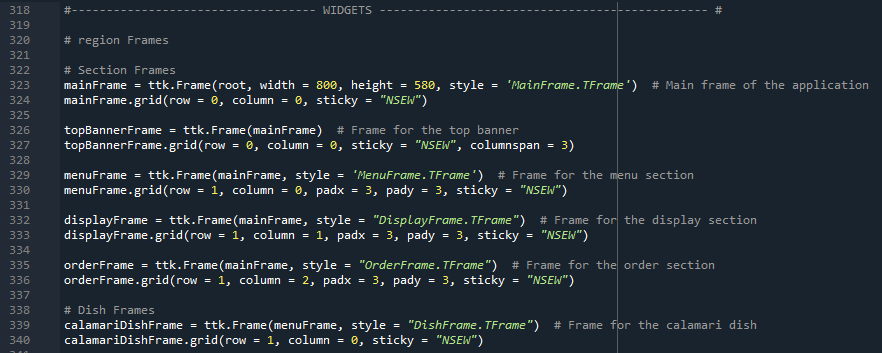 318 #----------------------------------- WIDGETS ----------------------------------------------- #
319
320 # region Frames
321
322 # Section Frames
323 mainFrame = ttk.Frame(root, width = 800, height = 580, style = 'MainFrame.TFrame')  # Main frame of the application
324 mainFrame.grid(row = 0, column = 0, sticky = "NSEW")
325
326 topBannerFrame = ttk.Frame(mainFrame)  # Frame for the top banner
327 topBannerFrame.grid(row = 0, column = 0, sticky = "NSEW", columnspan = 3)
328
329 menuFrame = ttk.Frame(mainFrame, style = 'MenuFrame.TFrame')  # Frame for the menu section
330 menuFrame.grid(row = 1, column = 0, padx = 3, pady = 3, sticky = "NSEW")
331
332 displayFrame = ttk.Frame(mainFrame, style = "DisplayFrame.TFrame")  # Frame for the display section
333 displayFrame.grid(row = 1, column = 1, padx = 3, pady = 3, sticky = "NSEW")
334
335 orderFrame = ttk.Frame(mainFrame, style = "OrderFrame.TFrame")  # Frame for the order section
336 orderFrame.grid(row = 1, column = 2, padx = 3, pady = 3, sticky = "NSEW")
337
338 # Dish Frames
339 calamariDishFrame = ttk.Frame(menuFrame, style = "DishFrame.TFrame")  # Frame for the calamari dish
340 calamariDishFrame.grid(row = 1, column = 0, sticky = "NSEW")